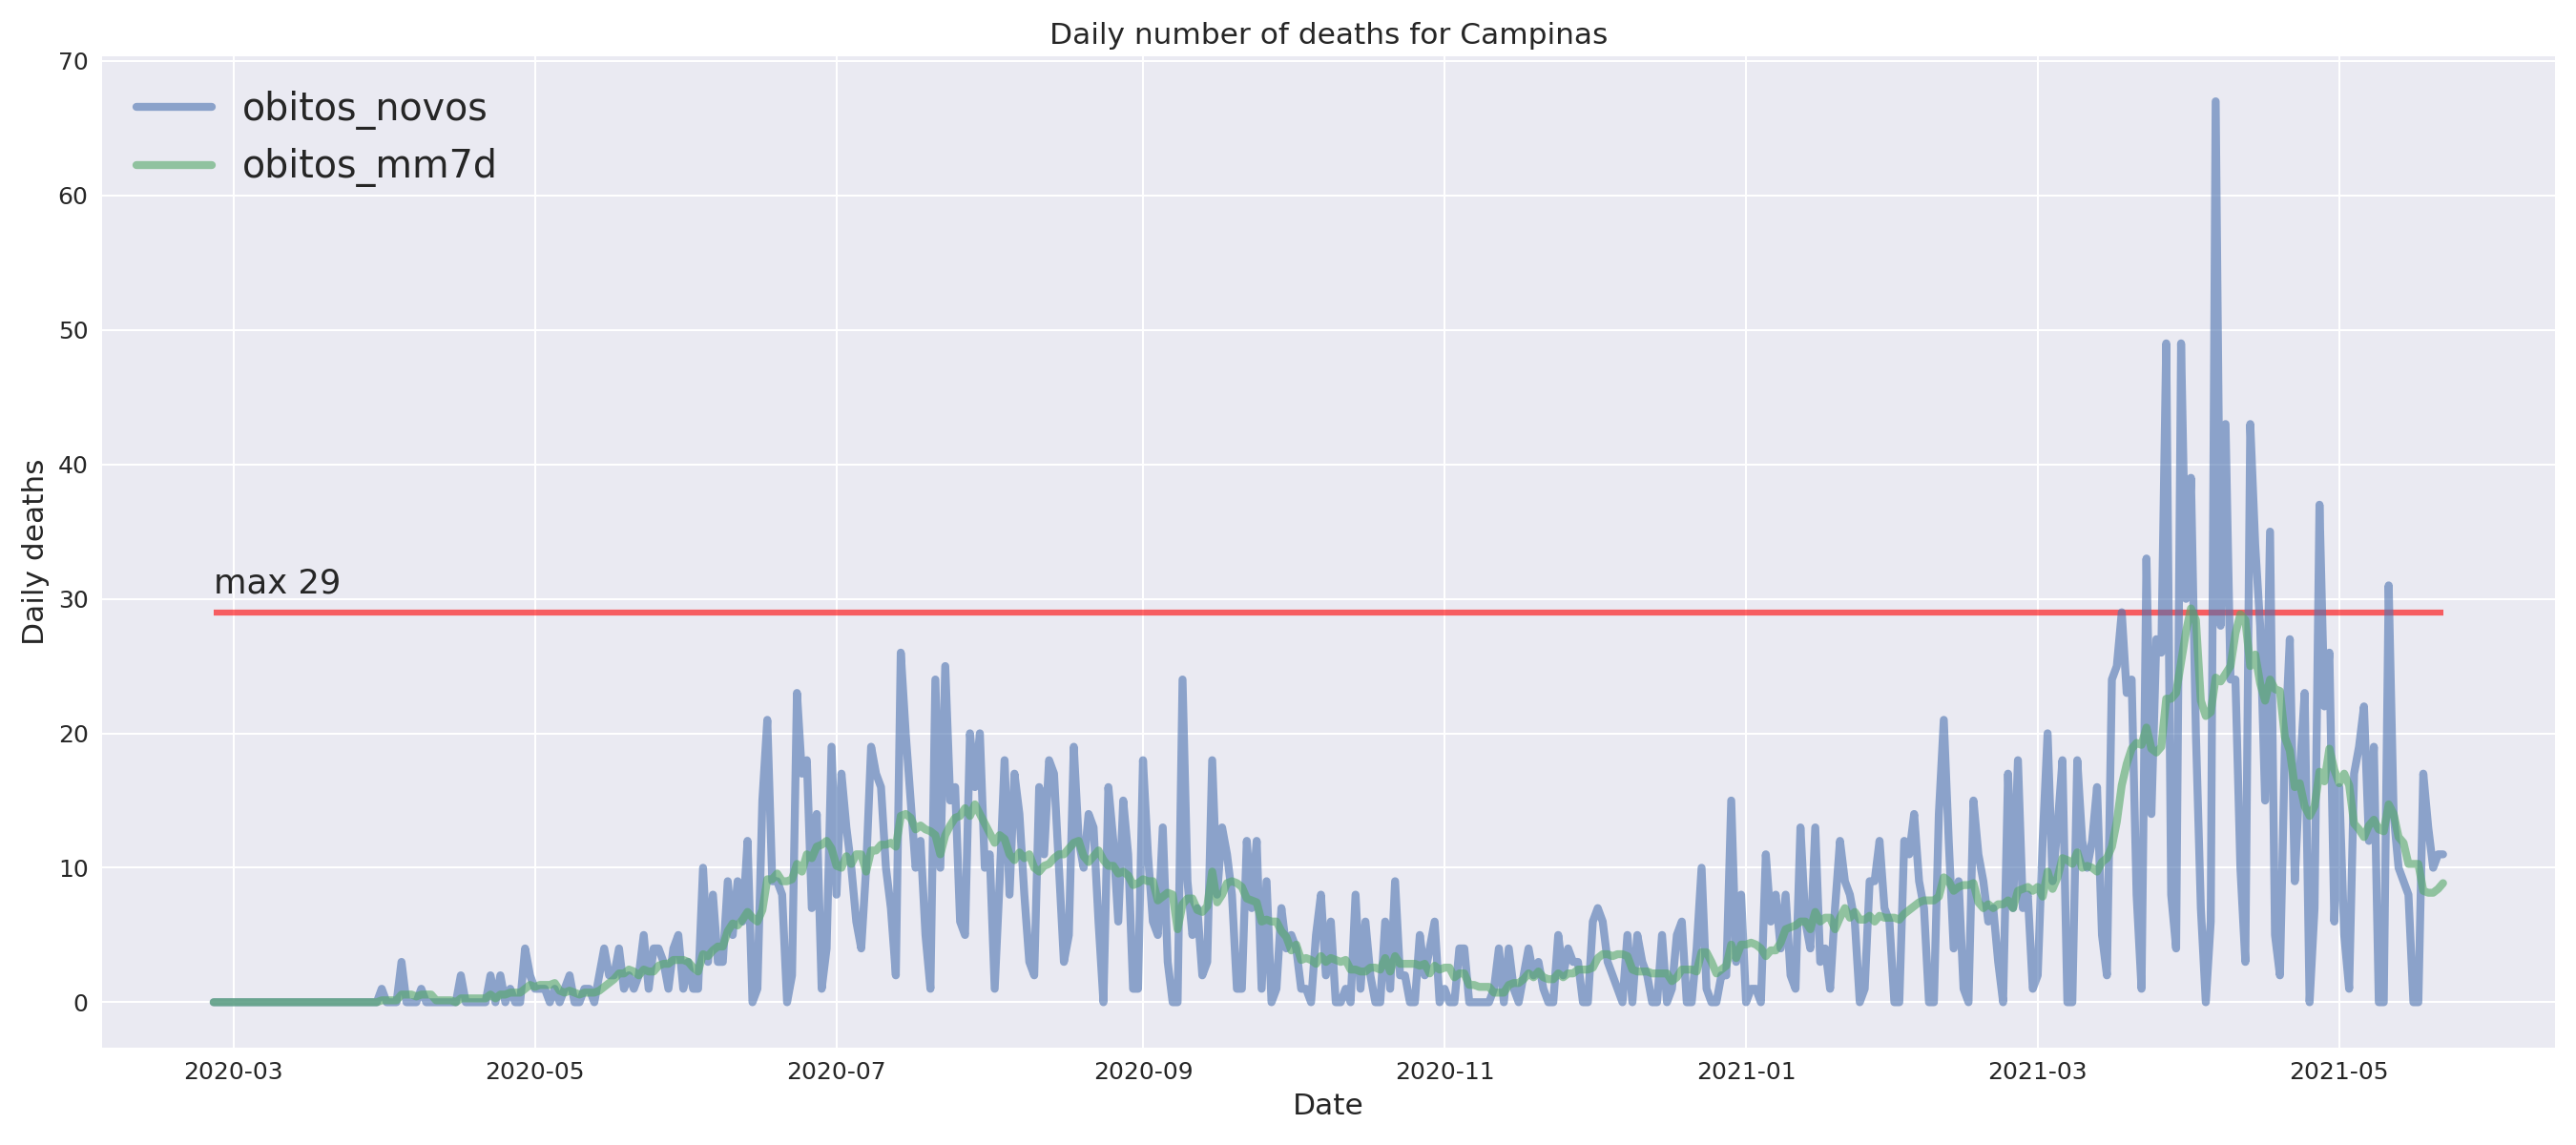 Daily number of deaths for Campinas
70
60
50
40
30
20
10
0
Daily deaths
obitos_novos
obitos_mm7d
max 29
2020-03
2020-05
2020-07
2020-09
2020-11
2021-01
2021-03
2021-05
Date